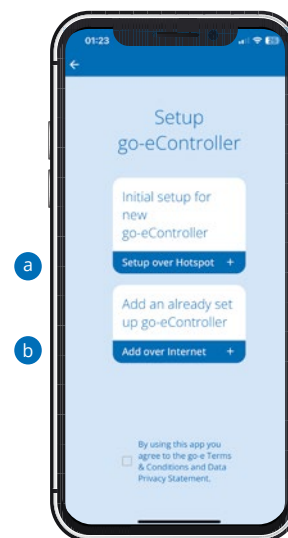 01:23
Setup
go-eController
Initial setup for
new
go-eController
a
Setup over Hotspot +
Add an already set
up go-eController
b
Add over Internet +
By using this app you
agree to the go-e Terms
& Conditions and Data
Privacy Statement.